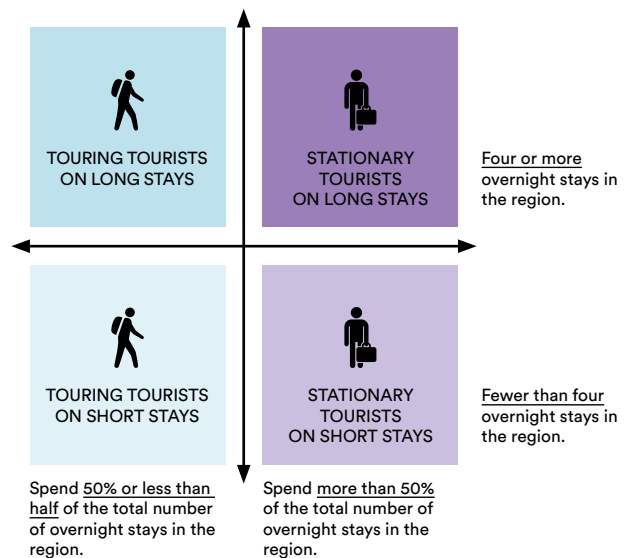 TOURING TOURISTS
ON LONG STAYS
STATIONARY
TOURISTS
ON LONG STAYS
Four or more
overnight stays in
the region.
TOURING TOURISTS
ON SHORT STAYS
STATIONARY
TOURISTS
ON SHORT STAYS
Fewer than four
overnight stays in
the region.
Spend 50% or less than
half of the total number
of overnight stays in the
region.
Spend more than 50%
of the total number of
overnight stays in the
region.